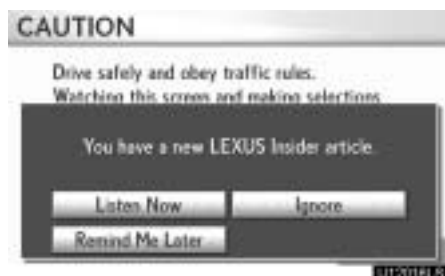 CAUTION
Drive safely and obey traffic rules.
Watching this screen and making selections
You have a new LEXUS Insider article.
Listen Now
Ignore
Remind Me Later